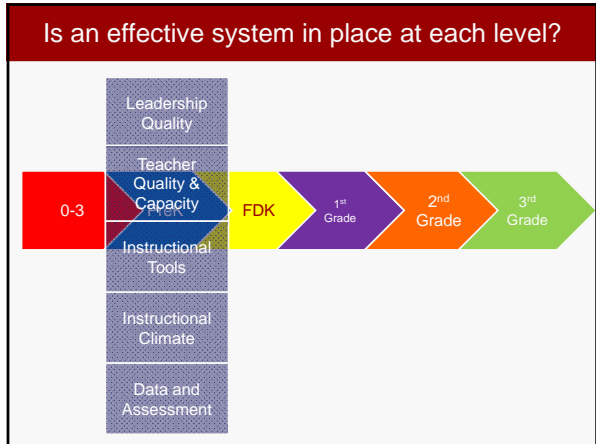 Is an effective system in place at each level?
Leadership
Quality
Teacher
Quality &
Capacity
Instructional
Tools
Instructional
Climate
Data and
Assessment
0-3
PreK
FDK
1st
Grade
2nd
Grade
3rd
Grade